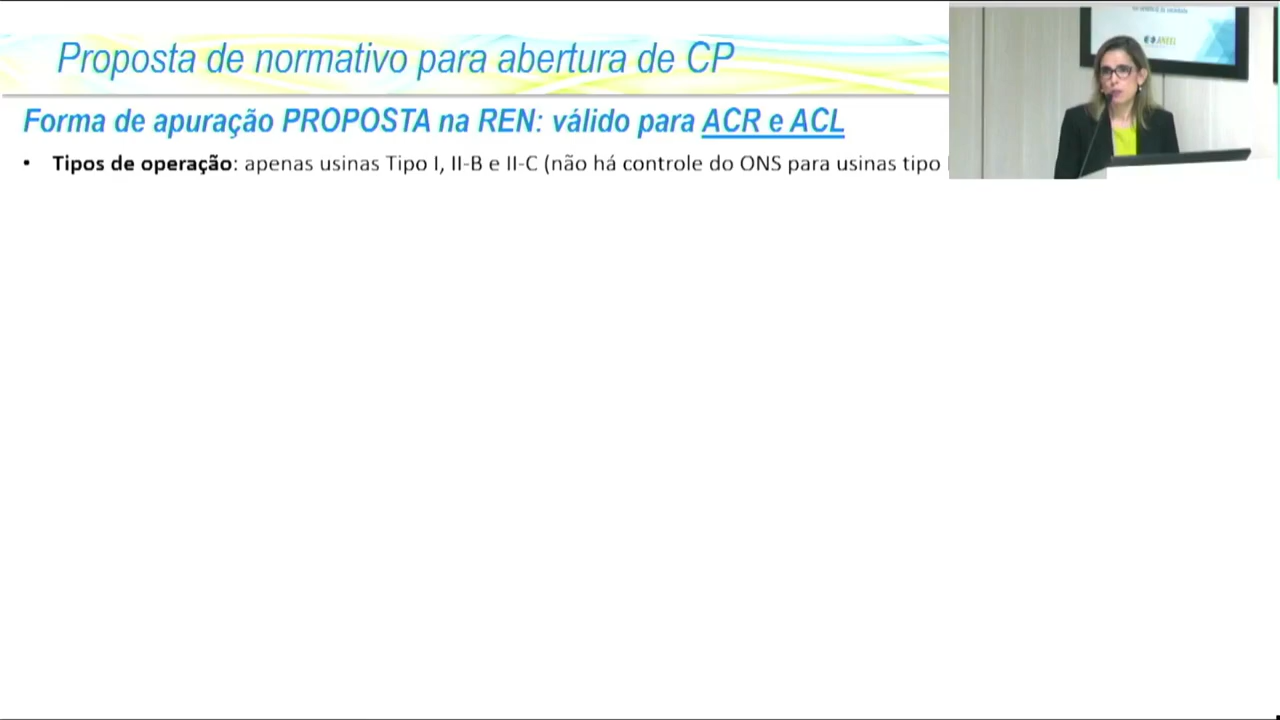 Proposta de normativo para abertura de CP
Forma de apuração PROPOSTA na REN: válido para ACR e ACL
• Tipos de operação: apenas usinas Tipo I, II-B e II-C (não há controle do ONS para usinas tipo
ANEEL